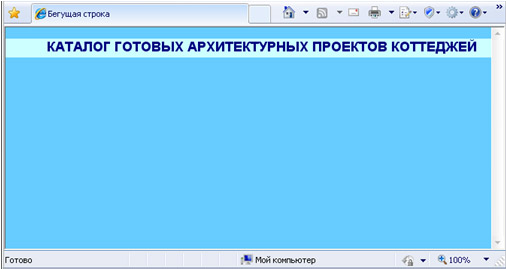 Бегущая строка
КАТАЛОГ ГОТОВЫХ АРХИТЕКТУРНЫХ ПРОЕКТОВ КОТТЕДЖЕЙ
Готово
Мой компьютер
100%